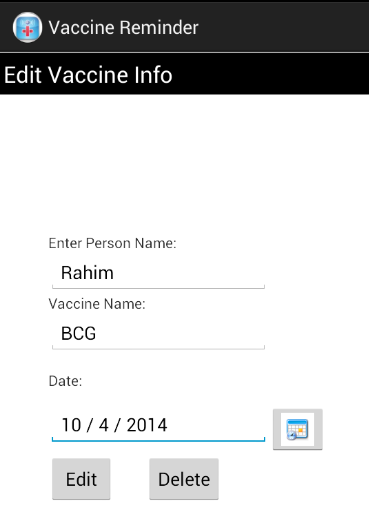 Vaccine Reminder
Edit Vaccine Info
Enter Person Name:
Rahim
Vaccine Name:
BCG
Date:
10 / 4 / 2014
Edit Delete